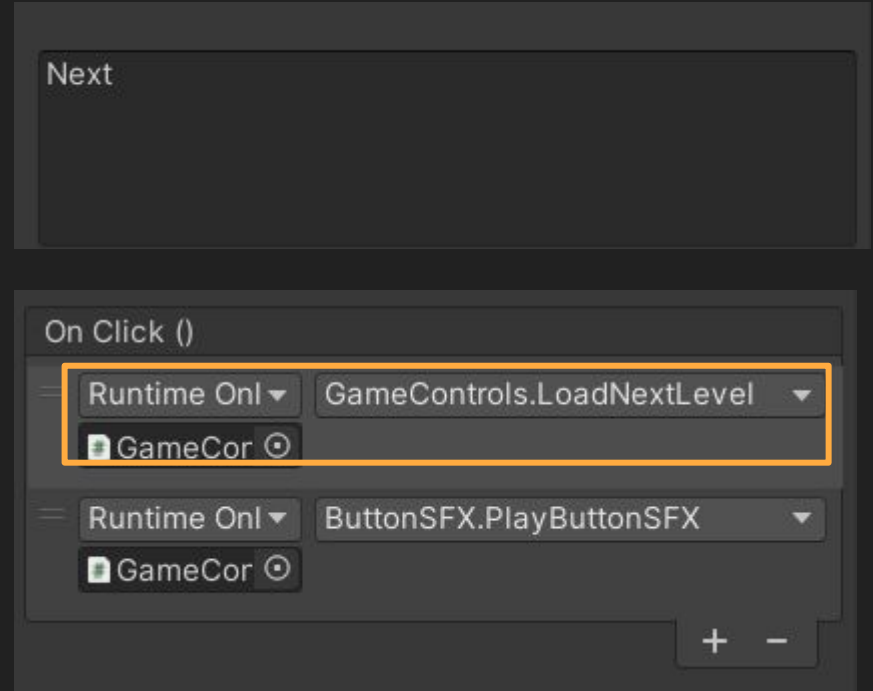 Next
On Click ()
Runtime Onl GameControls.LoadNextLevel
GameCor
Runtime Onl ButtonSFX.PlayButtonSFX
GameCor
+ −